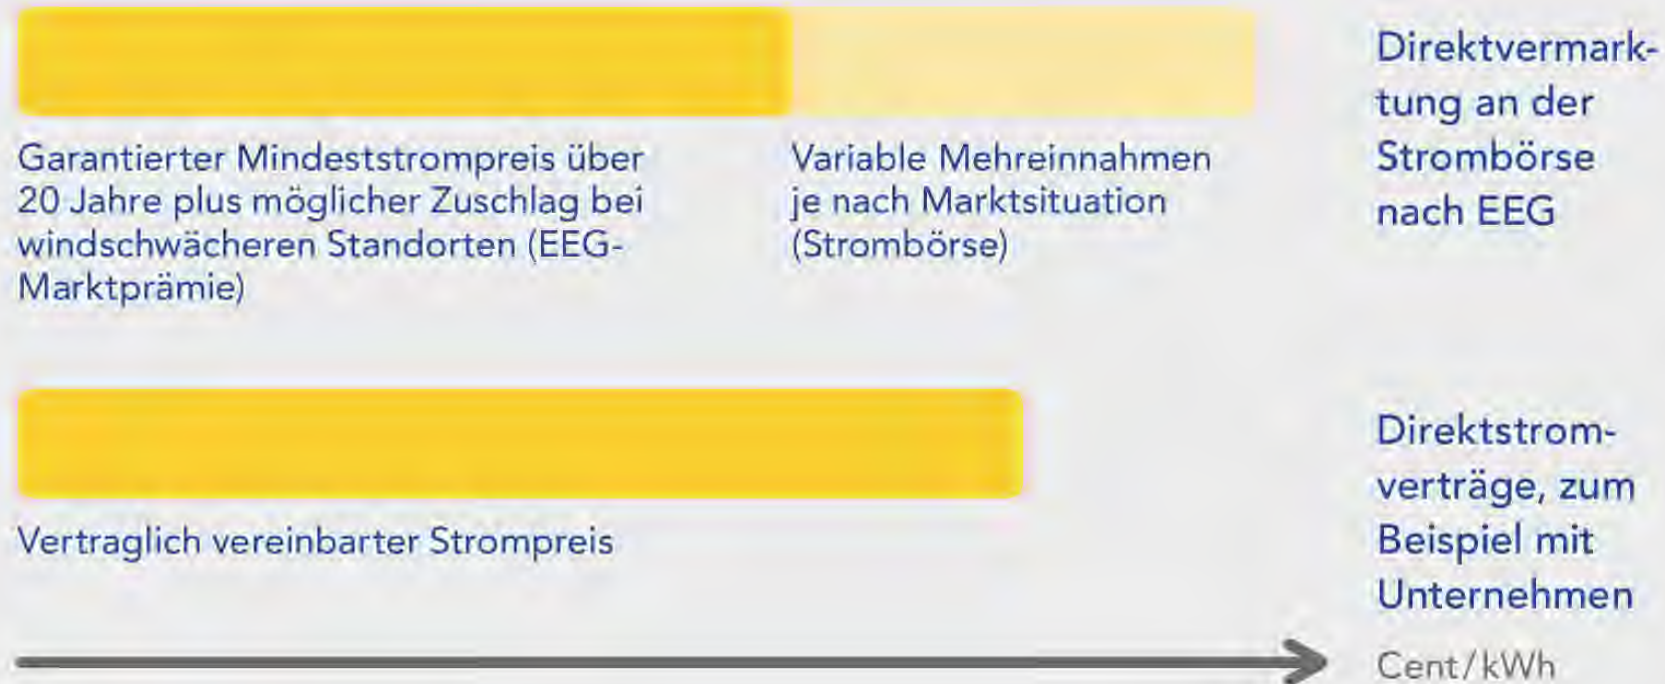 Garantierter Mindeststrompreis über
20 Jahre plus möglicher Zuschlag bei
windschwächeren Standorten (EEG-
Marktprämie)
Variable Mehreinnahmen
je nach Marktsituation
(Strombörse)
Direktvermark-
tung an der
Strombörse
nach EEG
Vertraglich vereinbarter Strompreis
Direktstrom-
verträge, zum
Beispiel mit
Unternehmen
Cent/kWh